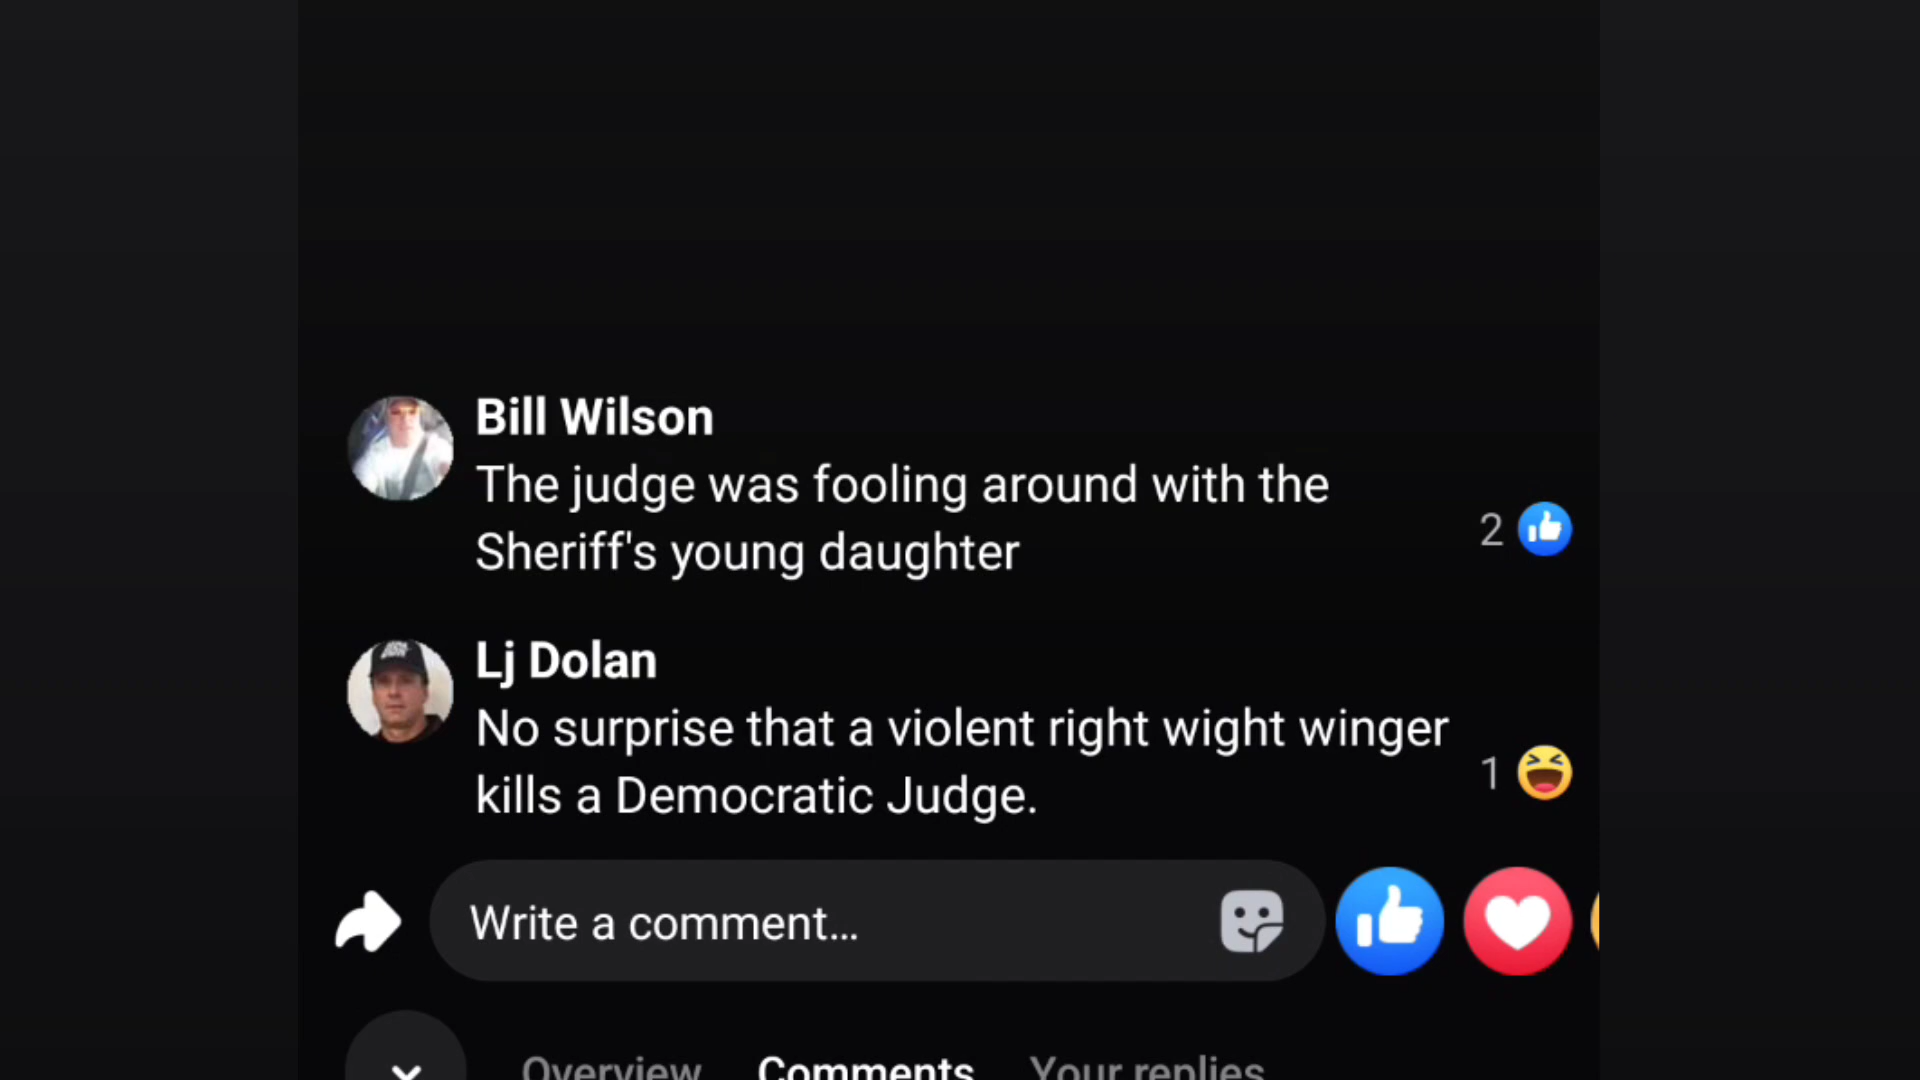 Bill Wilson
The judge was fooling around with the
Sheriff's young daughter
2
Lj Dolan
No surprise that a violent right wight winger
kills a Democratic Judge.
1
Write a comment...
Overview Comments Your replies